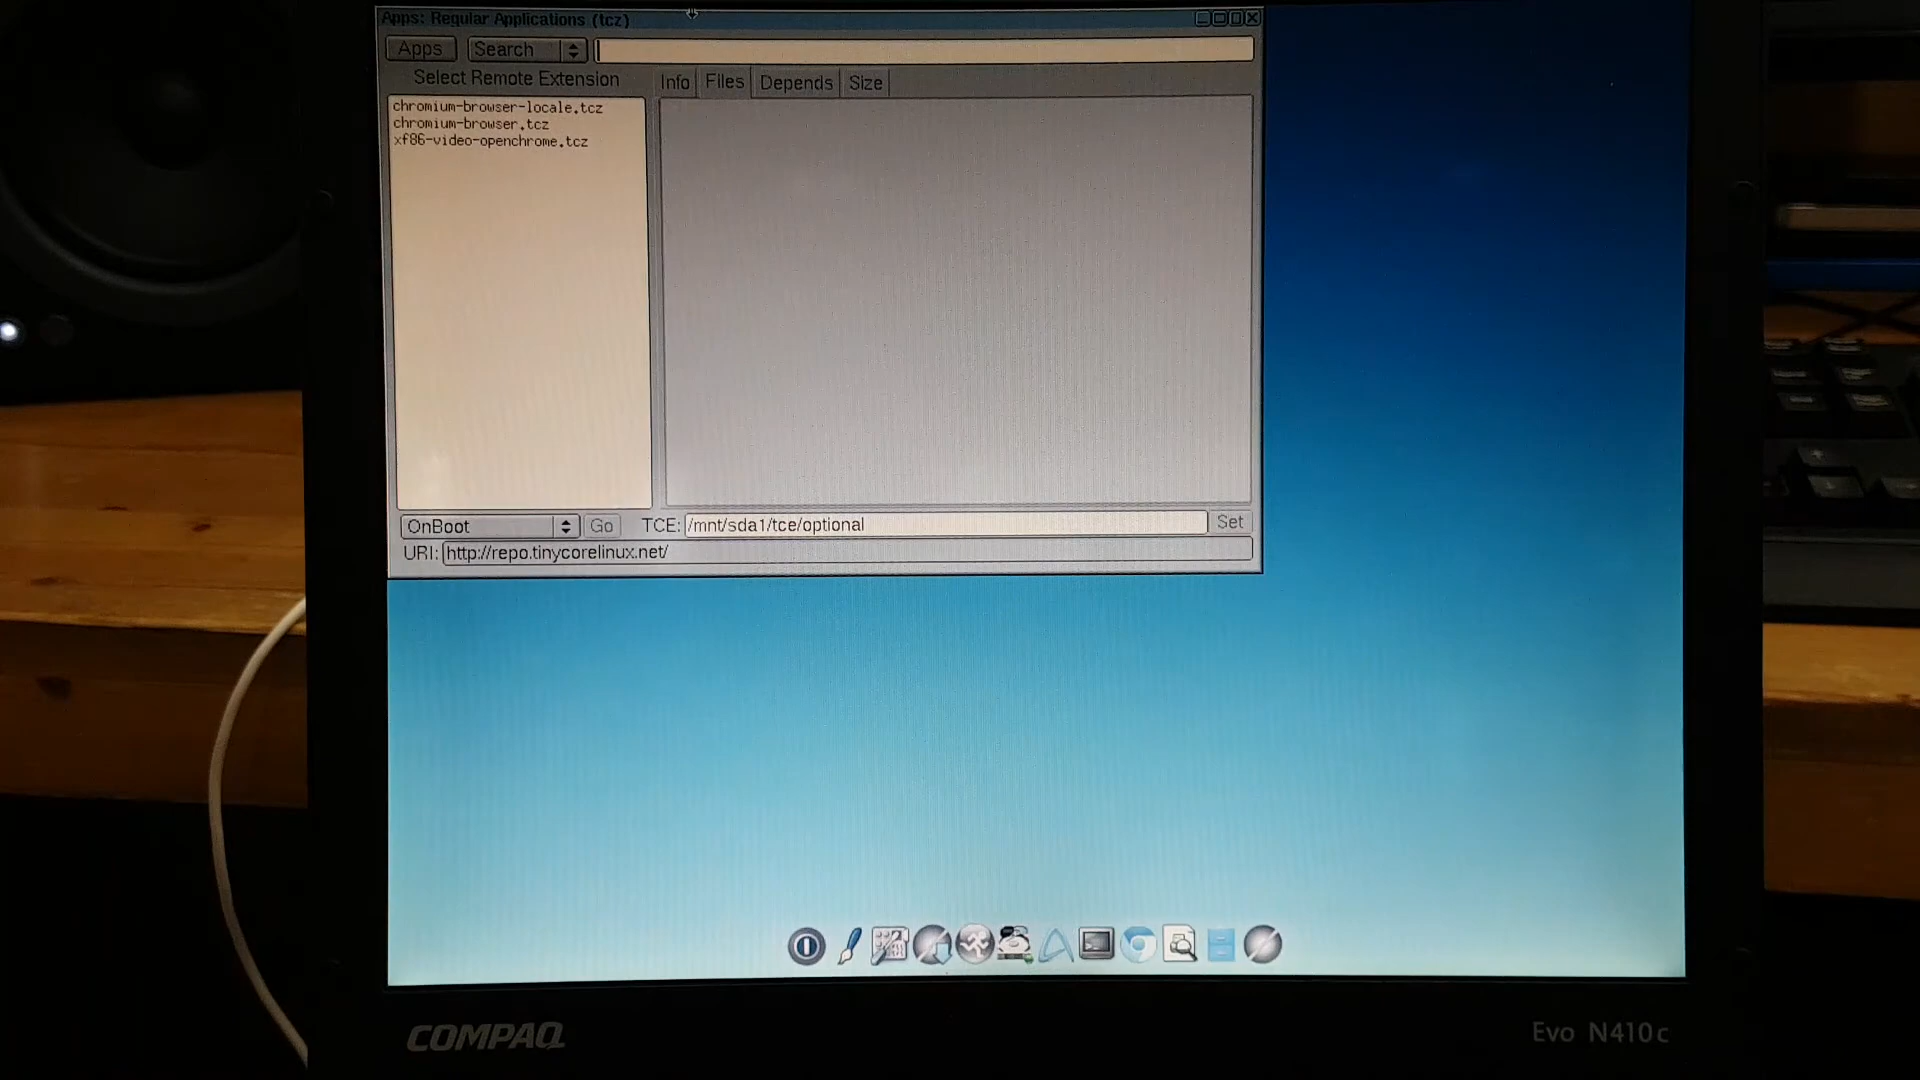 Apps: Regular Applications (tcz)
Apps Search
Select Remote Extension
Info Files Depends Size
chromium-browser-locale.tcz
chromium-browser.tcz
xf86-video-openchrome.tcz
OnBoot Go TCE: /mnt/sda1/tce/optional Set
URI: http://repo.tinycorelinux.net/
COMPAQ Evo N410c